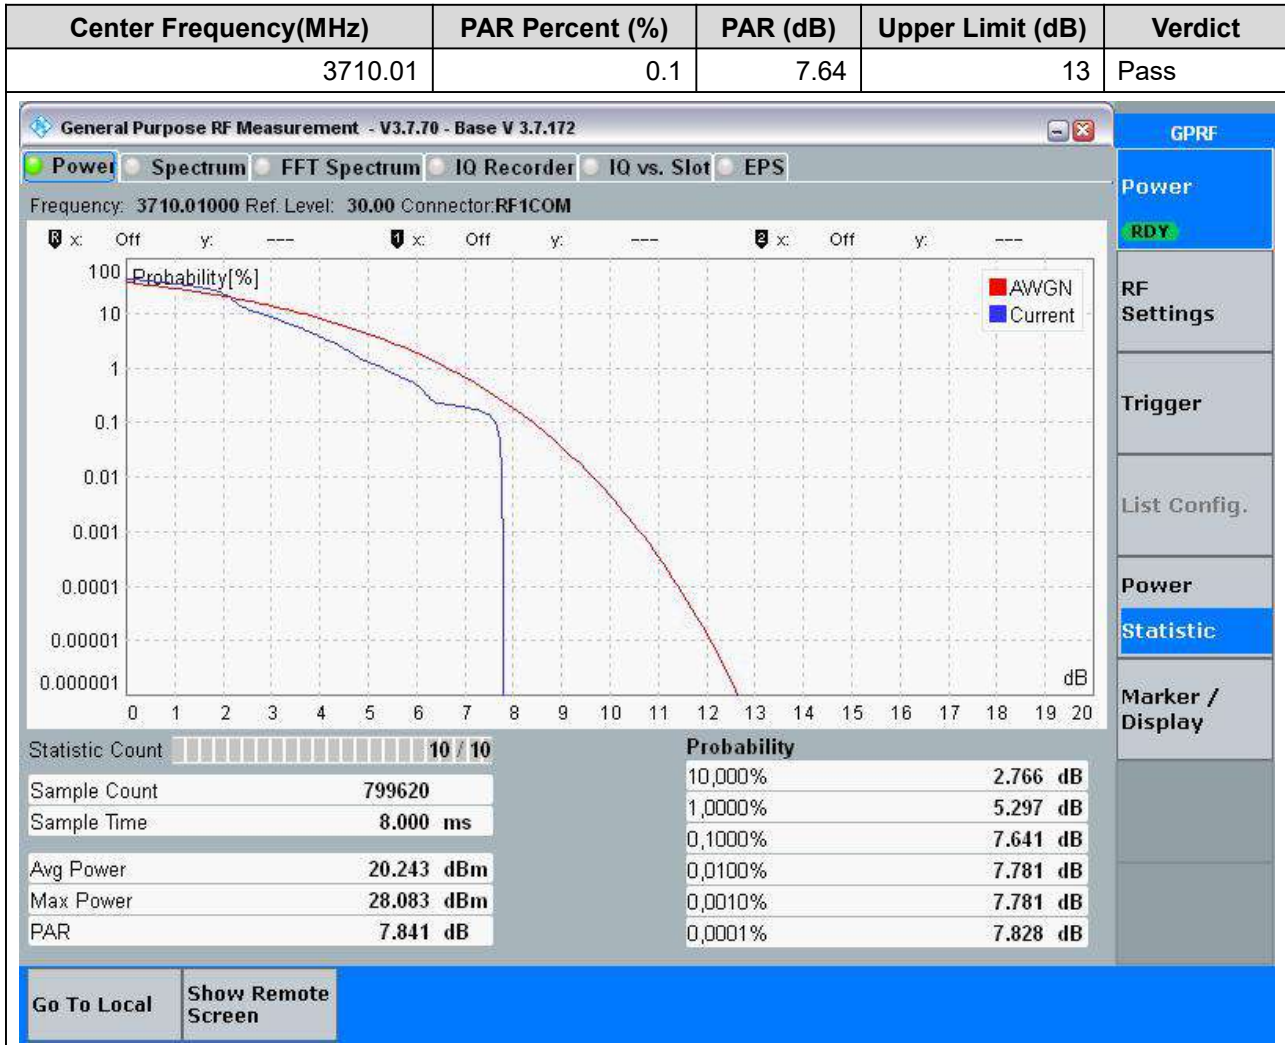 Center Frequency(MHz) PAR Percent (%) PAR (dB) Upper Limit (dB) Verdict
3710.01 0.1 7.64 13 Pass
General Purpose RF Measurement - V3.7.70 - Base V 3.7.172
GPRF
Power Spectrum FFT Spectrum IQ Recorder IQ vs. Slot EPS
Power
RDY
Frequency: 3710.01000 Ref. Level: 30.00 Connector:RF1COM
R x: Off y: --- 1 x: Off y: --- 2 x: Off y: ---
Probability[%]
AWGN
Current
100
10
1
0.1
0.01
0.001
0.0001
0.00001
0.000001
dB
0 1 2 3 4 5 6 7 8 9 10 11 12 13 14 15 16 17 18 19 20
RF
Settings
Trigger
List Config.
Power
Statistic
Marker /
Display
Statistic Count 10 / 10
Sample Count 799620
Sample Time 8.000 ms
Avg Power 20.243 dBm
Max Power 28.083 dBm
PAR 7.841 dB
Probability
10,000% 2.766 dB
1,0000% 5.297 dB
0,1000% 7.641 dB
0,0100% 7.781 dB
0,0010% 7.781 dB
0,0001% 7.828 dB
Go To Local
Show Remote
Screen